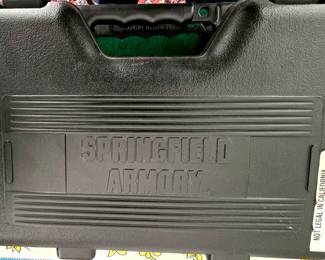 SPRINGFIELD
ARMORY
NOT LEGAL IN CALIFORNIA